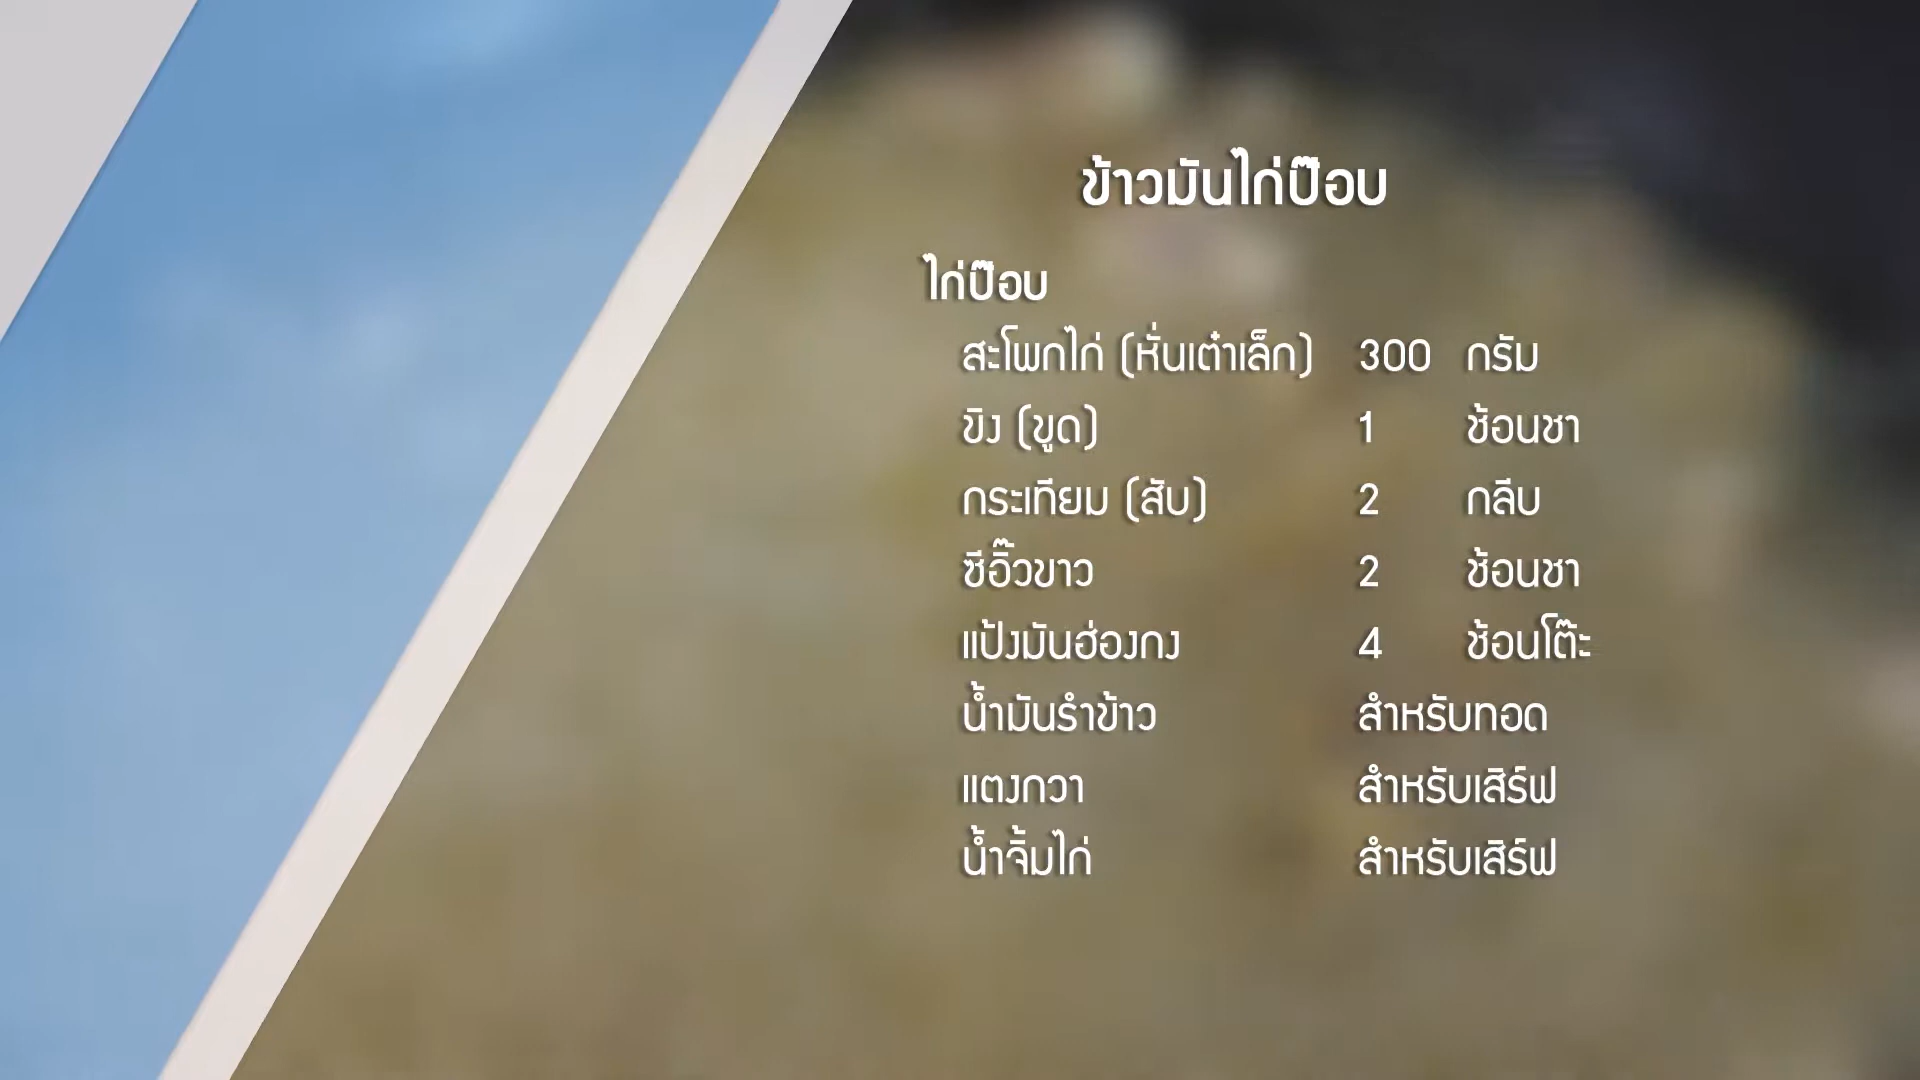 ข้าวมันไก่ป๊อบ
ไก่ป๊อบ
สะโพกไก่ (หั่นเต๋าเล็ก) 300 กรัม
ขิง (ขูด) 1 ช้อนชา
กระเทียม (สับ) 2 กลีบ
ซีอิ๊วขาว 2 ช้อนชา
แป้งมันฮ่องกง 4 ช้อนโต๊ะ
น้ำมันรำข้าว สำหรับทอด
แตงกวา สำหรับเสิร์ฟ
น้ำจิ้มไก่ สำหรับเสิร์ฟ